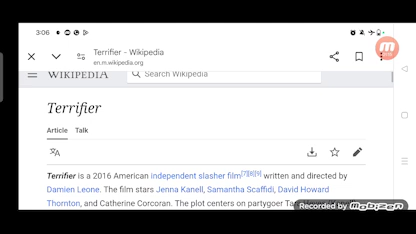 3:06
Terrifier - Wikipedia
en.m.wikipedia.org
WIKIPEDIA
Search Wikipedia
Terrifier
Article Talk
Terrifier is a 2016 American independent slasher film[7][8][9] written and directed by
Damien Leone. The film stars Jenna Kanell, Samantha Scaffidi, David Howard
Thornton, and Catherine Corcoran. The plot centers on partygoer
Recorded by Mobizen